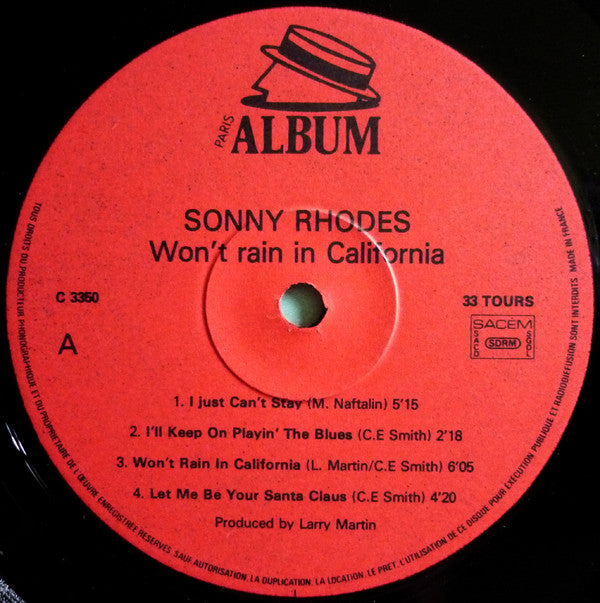 PARIS
ALBUM
SONNY RHODES
Won't rain in California
C 3350
33 TOURS
A
SACEM
SACD
SDRM
SGDL
1. I just Can't Stay (M. Naftalin) 5'15
2. I'll Keep On Playin' The Blues (C.E Smith) 2'18
3. Won't Rain In California (L. Martin/C.E Smith) 6'05
4. Let Me Be Your Santa Claus (C.E Smith) 4'20
Produced by Larry Martin
TOUS DROITS DU PRODUCTEUR PHONOGRAPHIQUE ET DU PROPRIETAIRE DE L'ŒUVRE ENREGISTREE RESERVES. SAUF AUTORISATION, LA DUPLICATION, LA LOCATION, LE PRET, L'UTILISATION DE CE DISQUE POUR EXECUTION PUBLIQUE ET RADIODIFFUSION SONT INTERDITS MADE IN FRANCE